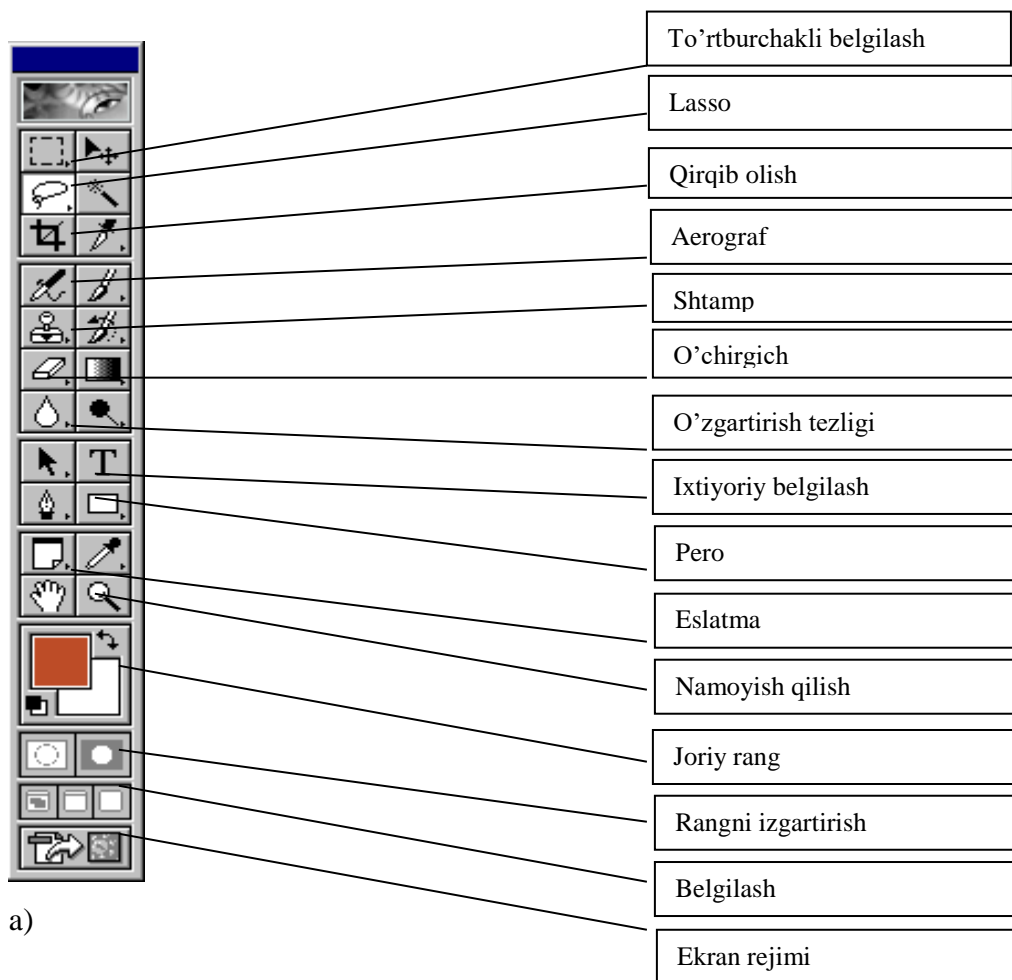 To’rtburchakli belgilash
Lasso
Qirqib olish
Aerograf
Shtamp
O’chirgich
O’zgartirish tezligi
T
Ixtiyoriy belgilash
Pero
Eslatma
Namoyish qilish
Joriy rang
Rangni izgartirish
Belgilash
a)
Ekran rejimi